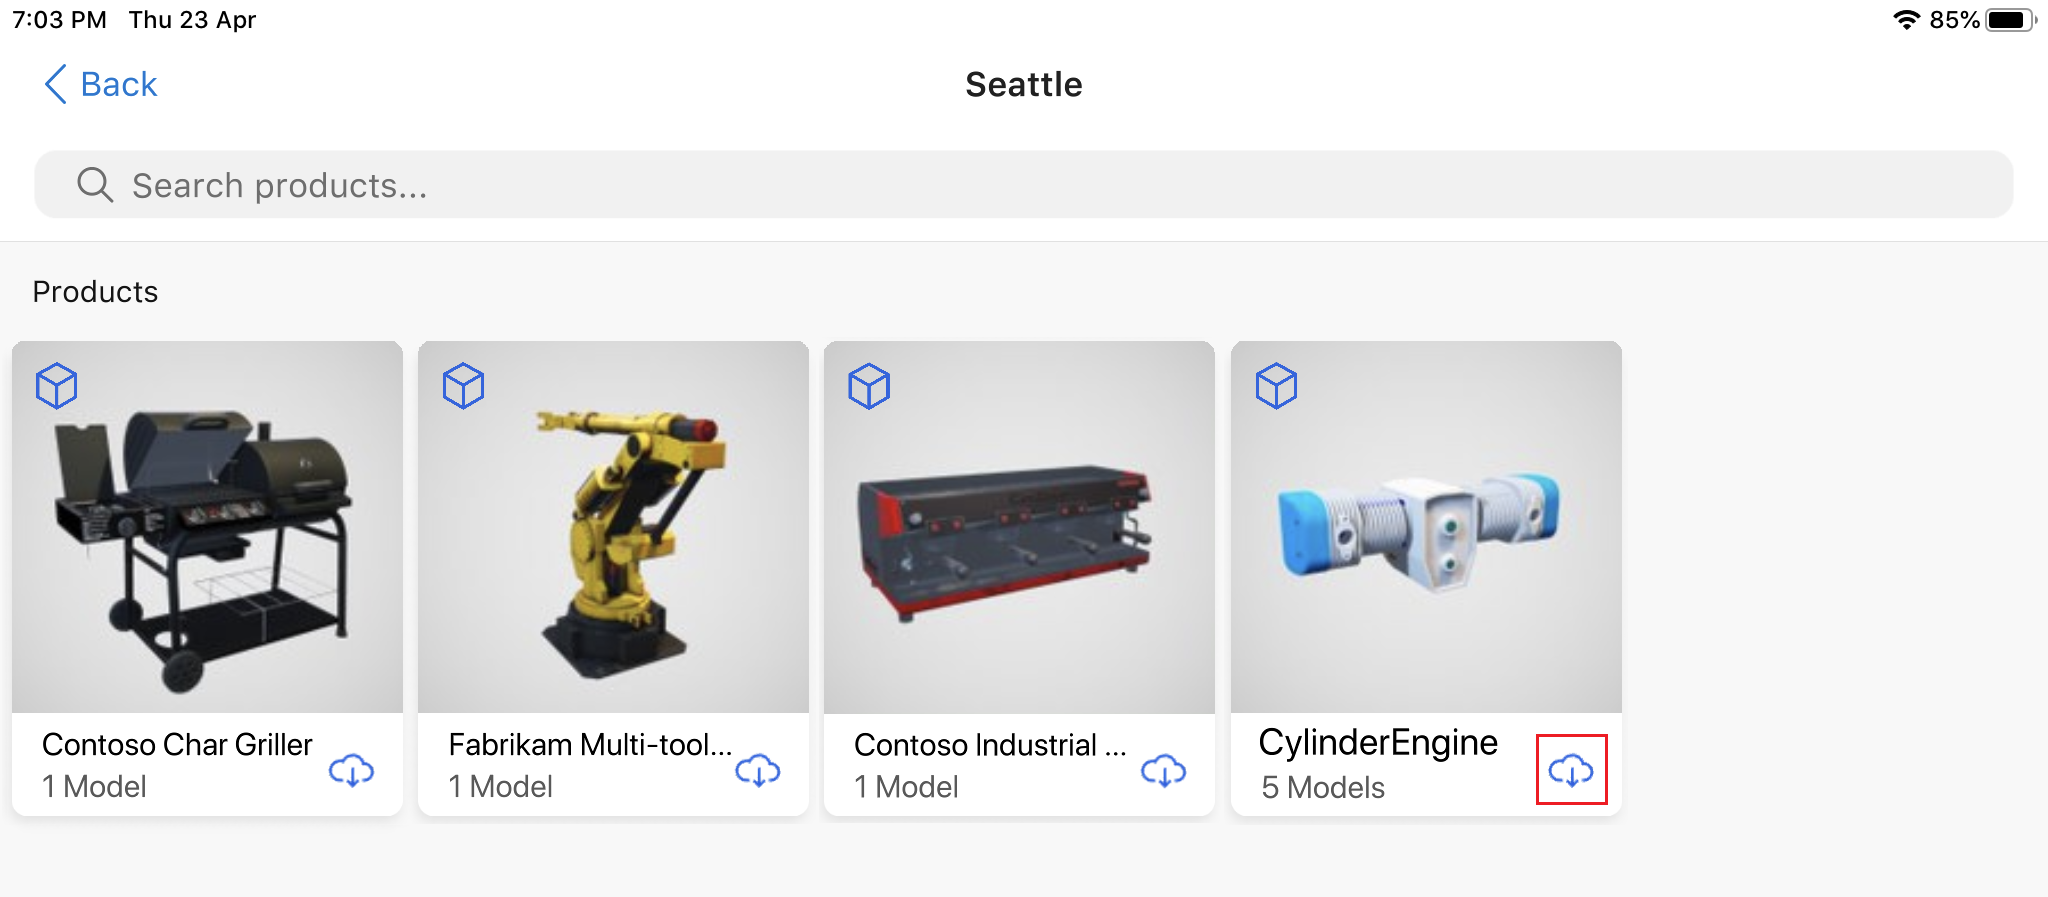 7:03 PM Thu 23 Apr 85%
Back
Seattle
Search products...
Products
Contoso Char Griller
1 Model
Fabrikam Multi-tool...
1 Model
Contoso Industrial ...
1 Model
CylinderEngine
5 Models